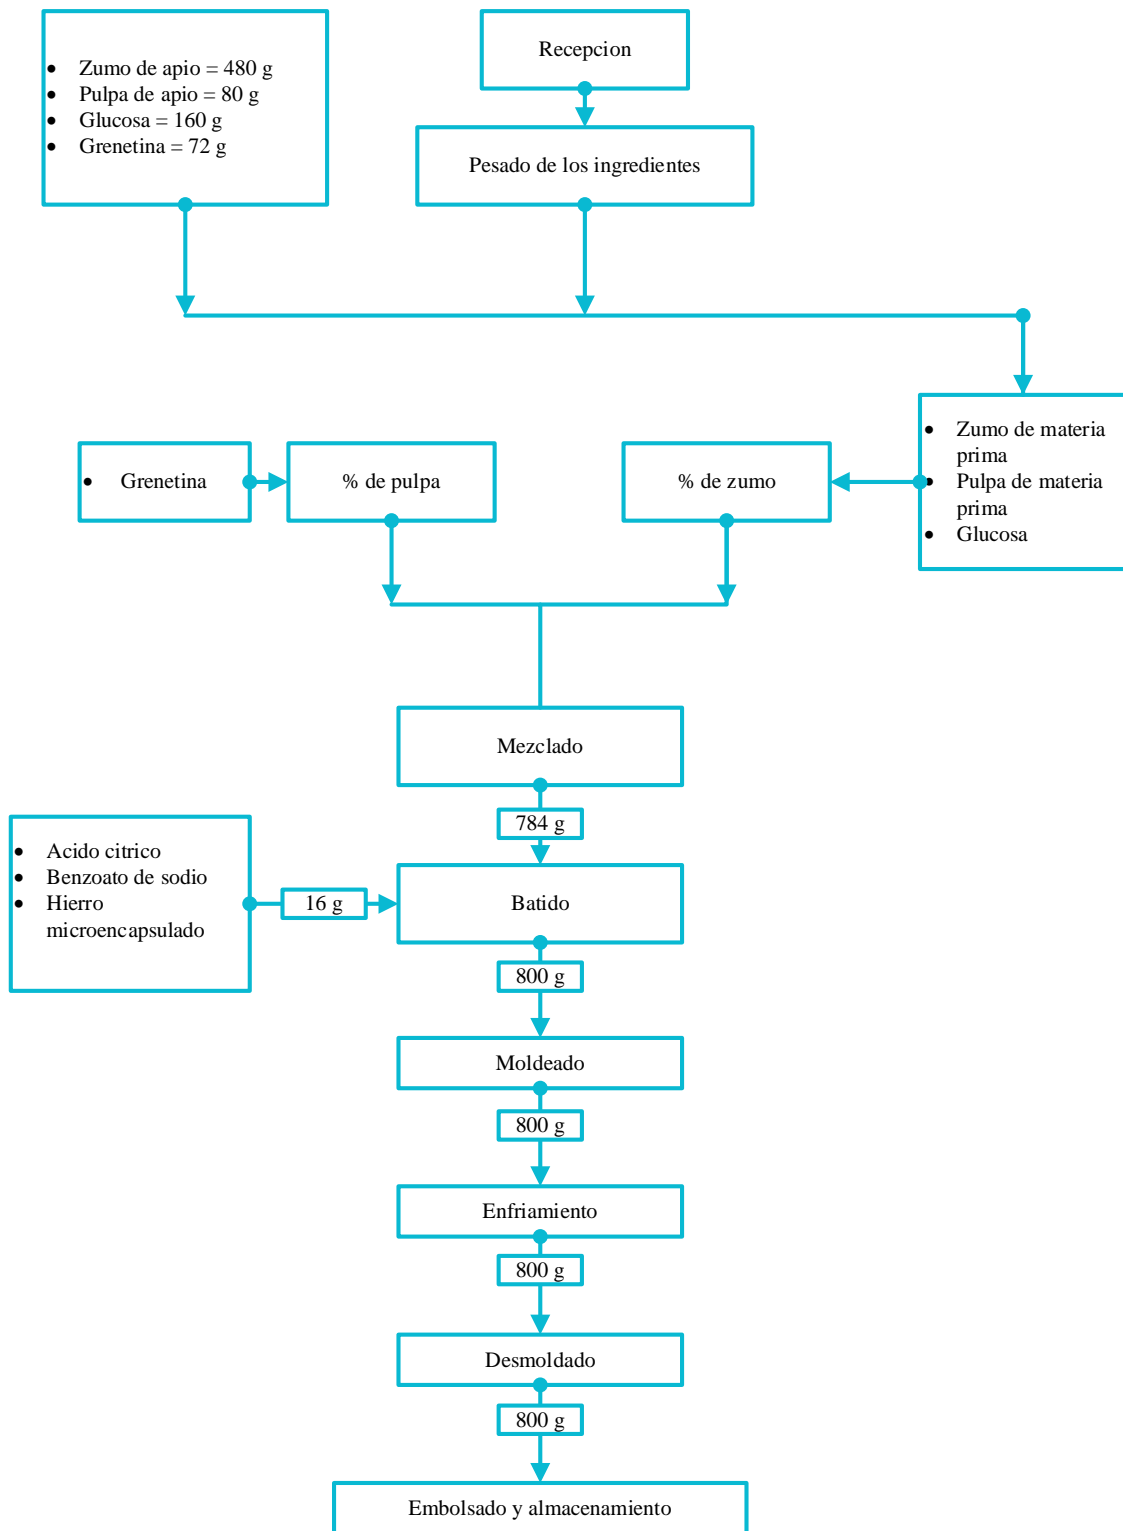 • Zumo de apio = 480 g
• Pulpa de apio = 80 g
• Glucosa = 160 g
• Grenetina = 72 g
Recepcion
Pesado de los ingredientes
• Grenetina
% de pulpa
% de zumo
• Zumo de materia
prima
• Pulpa de materia
prima
• Glucosa
Mezclado
784 g
• Acido citrico
• Benzoato de sodio
• Hierro
microencapsulado
16 g
Batido
800 g
Moldeado
800 g
Enfriamiento
800 g
Desmoldado
800 g
Embolsado y almacenamiento